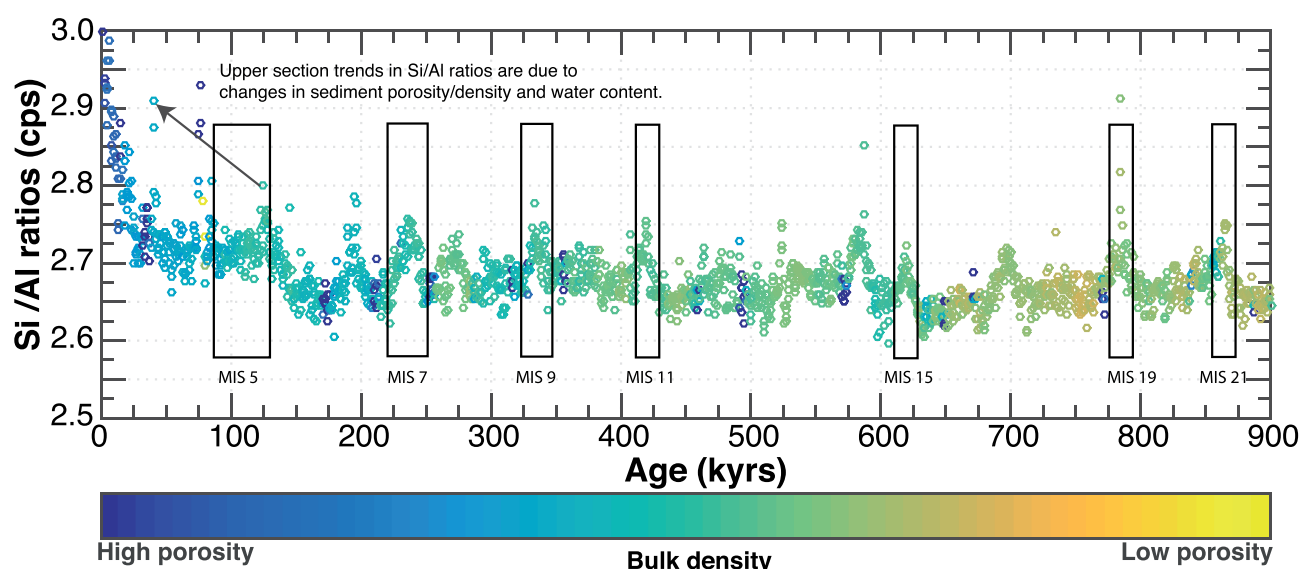 3.0
2.9
2.8
2.7
2.6
2.5
Si /Al ratios (cps)
Upper section trends in Si/Al ratios are due to
changes in sediment porosity/density and water content.
MIS 5
MIS 7
MIS 9
MIS 11
MIS 15
MIS 19
MIS 21
0 100 200 300 400 500 600 700 800 900
Age (kyrs)
High porosity
Bulk density
Low porosity